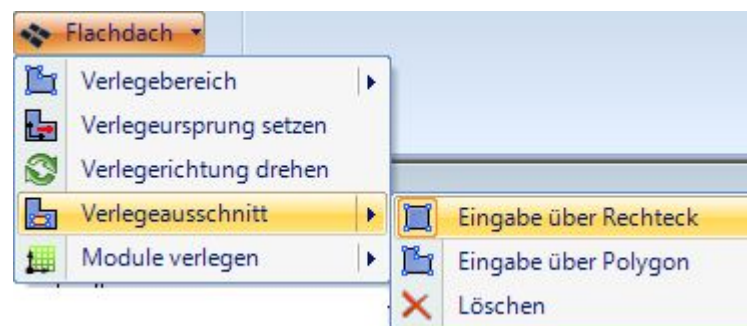 Flachdach
Verlegebereich
Verlegeursprung setzen
Verlegerichtung drehen
Verlegeausschnitt
Eingabe über Rechteck
Module verlegen
Eingabe über Polygon
Löschen